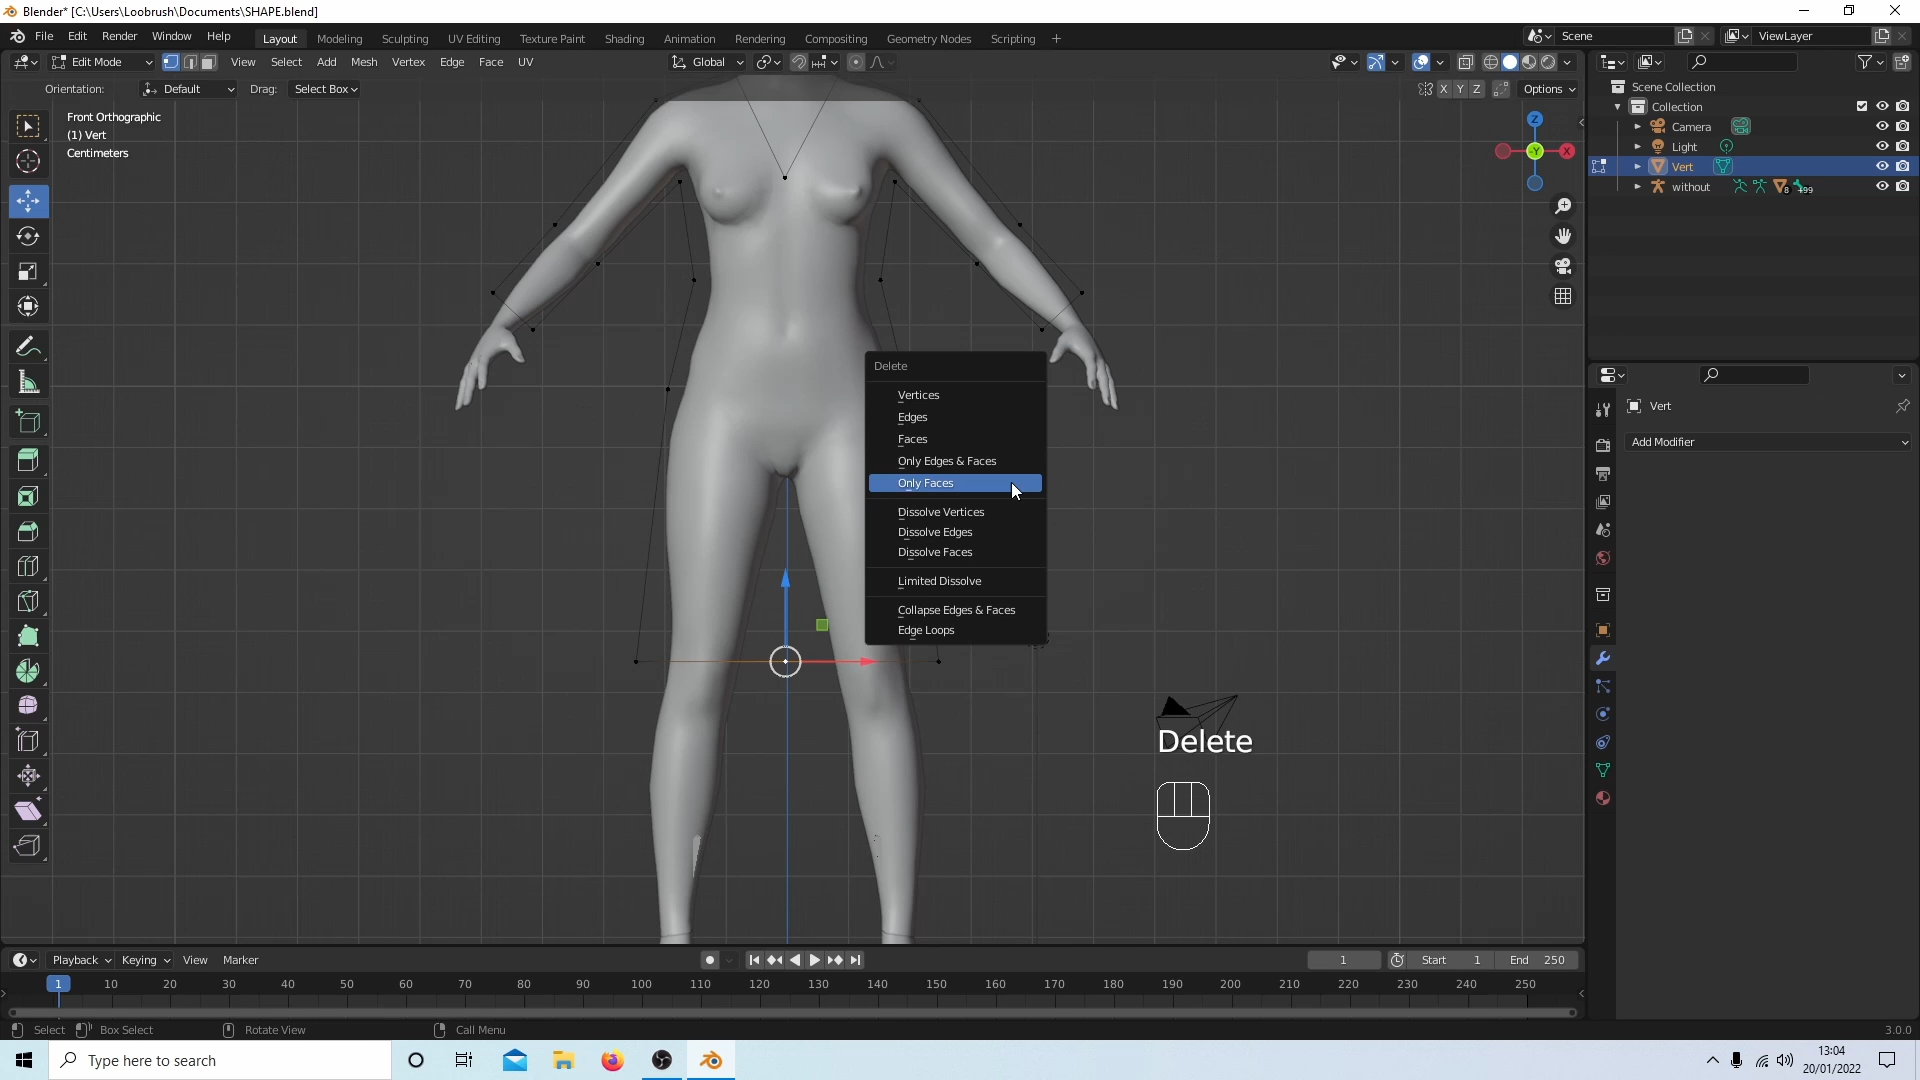 Blender* [C:\Users\Loobrush\Documents\SHAPE.blend]
File Edit Render Window Help Layout Modeling Sculpting UV Editing Texture Paint Shading Animation Rendering Compositing Geometry Nodes Scripting + Scene ViewLayer
Edit Mode View Select Add Mesh Vertex Edge Face UV Global
Orientation: Default Drag: Select Box X Y Z Options
Front Orthographic
(1) Vert
Centimeters
Z
-Y X
Scene Collection
Collection
Camera
Light
Vert
without 8 99
Vert
Add Modifier
Delete
Vertices
Edges
Faces
Only Edges & Faces
Only Faces
Dissolve Vertices
Dissolve Edges
Dissolve Faces
Limited Dissolve
Collapse Edges & Faces
Edge Loops
Delete
Playback Keying View Marker 1 Start 1 End 250
1 10 20 30 40 50 60 70 80 90 100 110 120 130 140 150 160 170 180 190 200 210 220 230 240 250
Select Box Select Rotate View Call Menu 3.0.0
Type here to search
13:04
20/01/2022